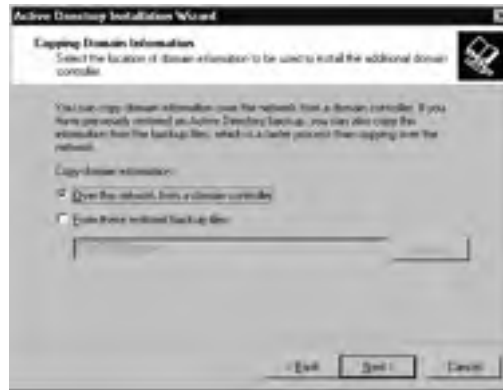 Active Directory Installation Wizard
Copying Domain Information
Select the location of domain information to be used to install the additional domain
controller.
You can copy domain information over the network from a domain controller. If you
have previously restored an Active Directory backup, you can also copy the
information from the backup files, which is a faster process than copying over the
network.
Copy domain information:
Over the network from a domain controller
From these restored backup files:
< Back
Next >
Cancel